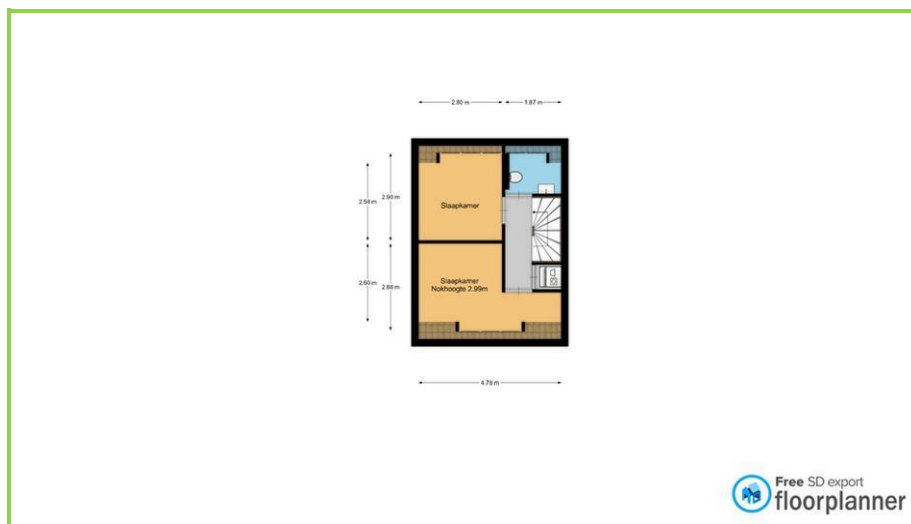 2.80 m
1.87 m
2.58 m
2.90 m
Slaapkamer
2.60 m
2.88 m
Slaapkamer
Nokhoogte 2.99m
4.78 m
Free SD export
floorplanner